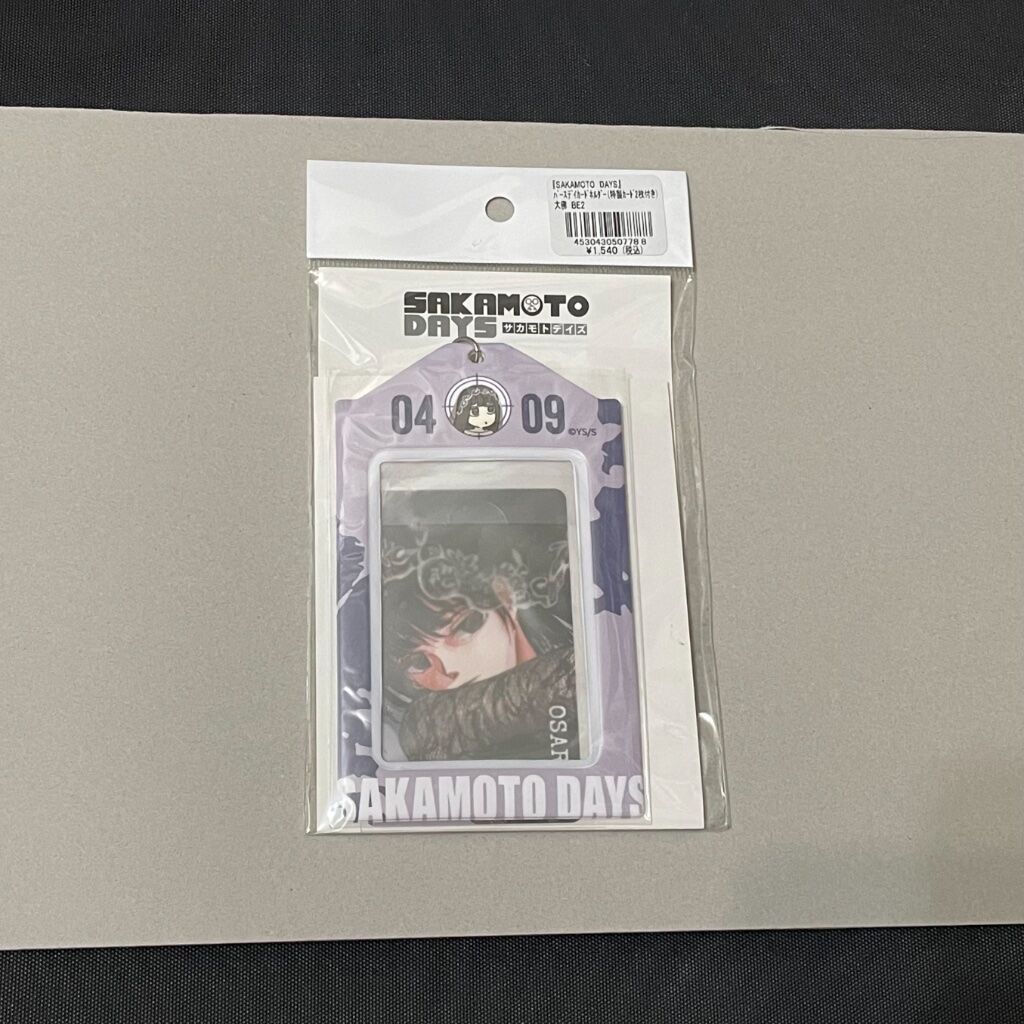 【SAKAMOTO DAYS】
バースデイカードホルダー(特製カード2枚付き)
大佛 BE2
4530430507788
¥1,540 (税込)
SAKAMOTO
DAYS サカモトデイズ
04 09
©YS/S
OSAR
SAKAMOTO DAYS